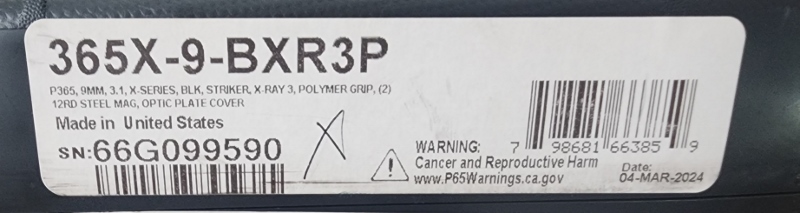 365X-9-BXR3P
P365, 9MM, 3.1, X-SERIES, BLK, STRIKER, X-RAY 3, POLYMER GRIP, (2)
12RD STEEL MAG, OPTIC PLATE COVER
Made in United States
SN:66G099590
X
WARNING:
Cancer and Reproductive Harm
www.P65Warnings.ca.gov
7 98681 66385 9
Date:
04-MAR-2024